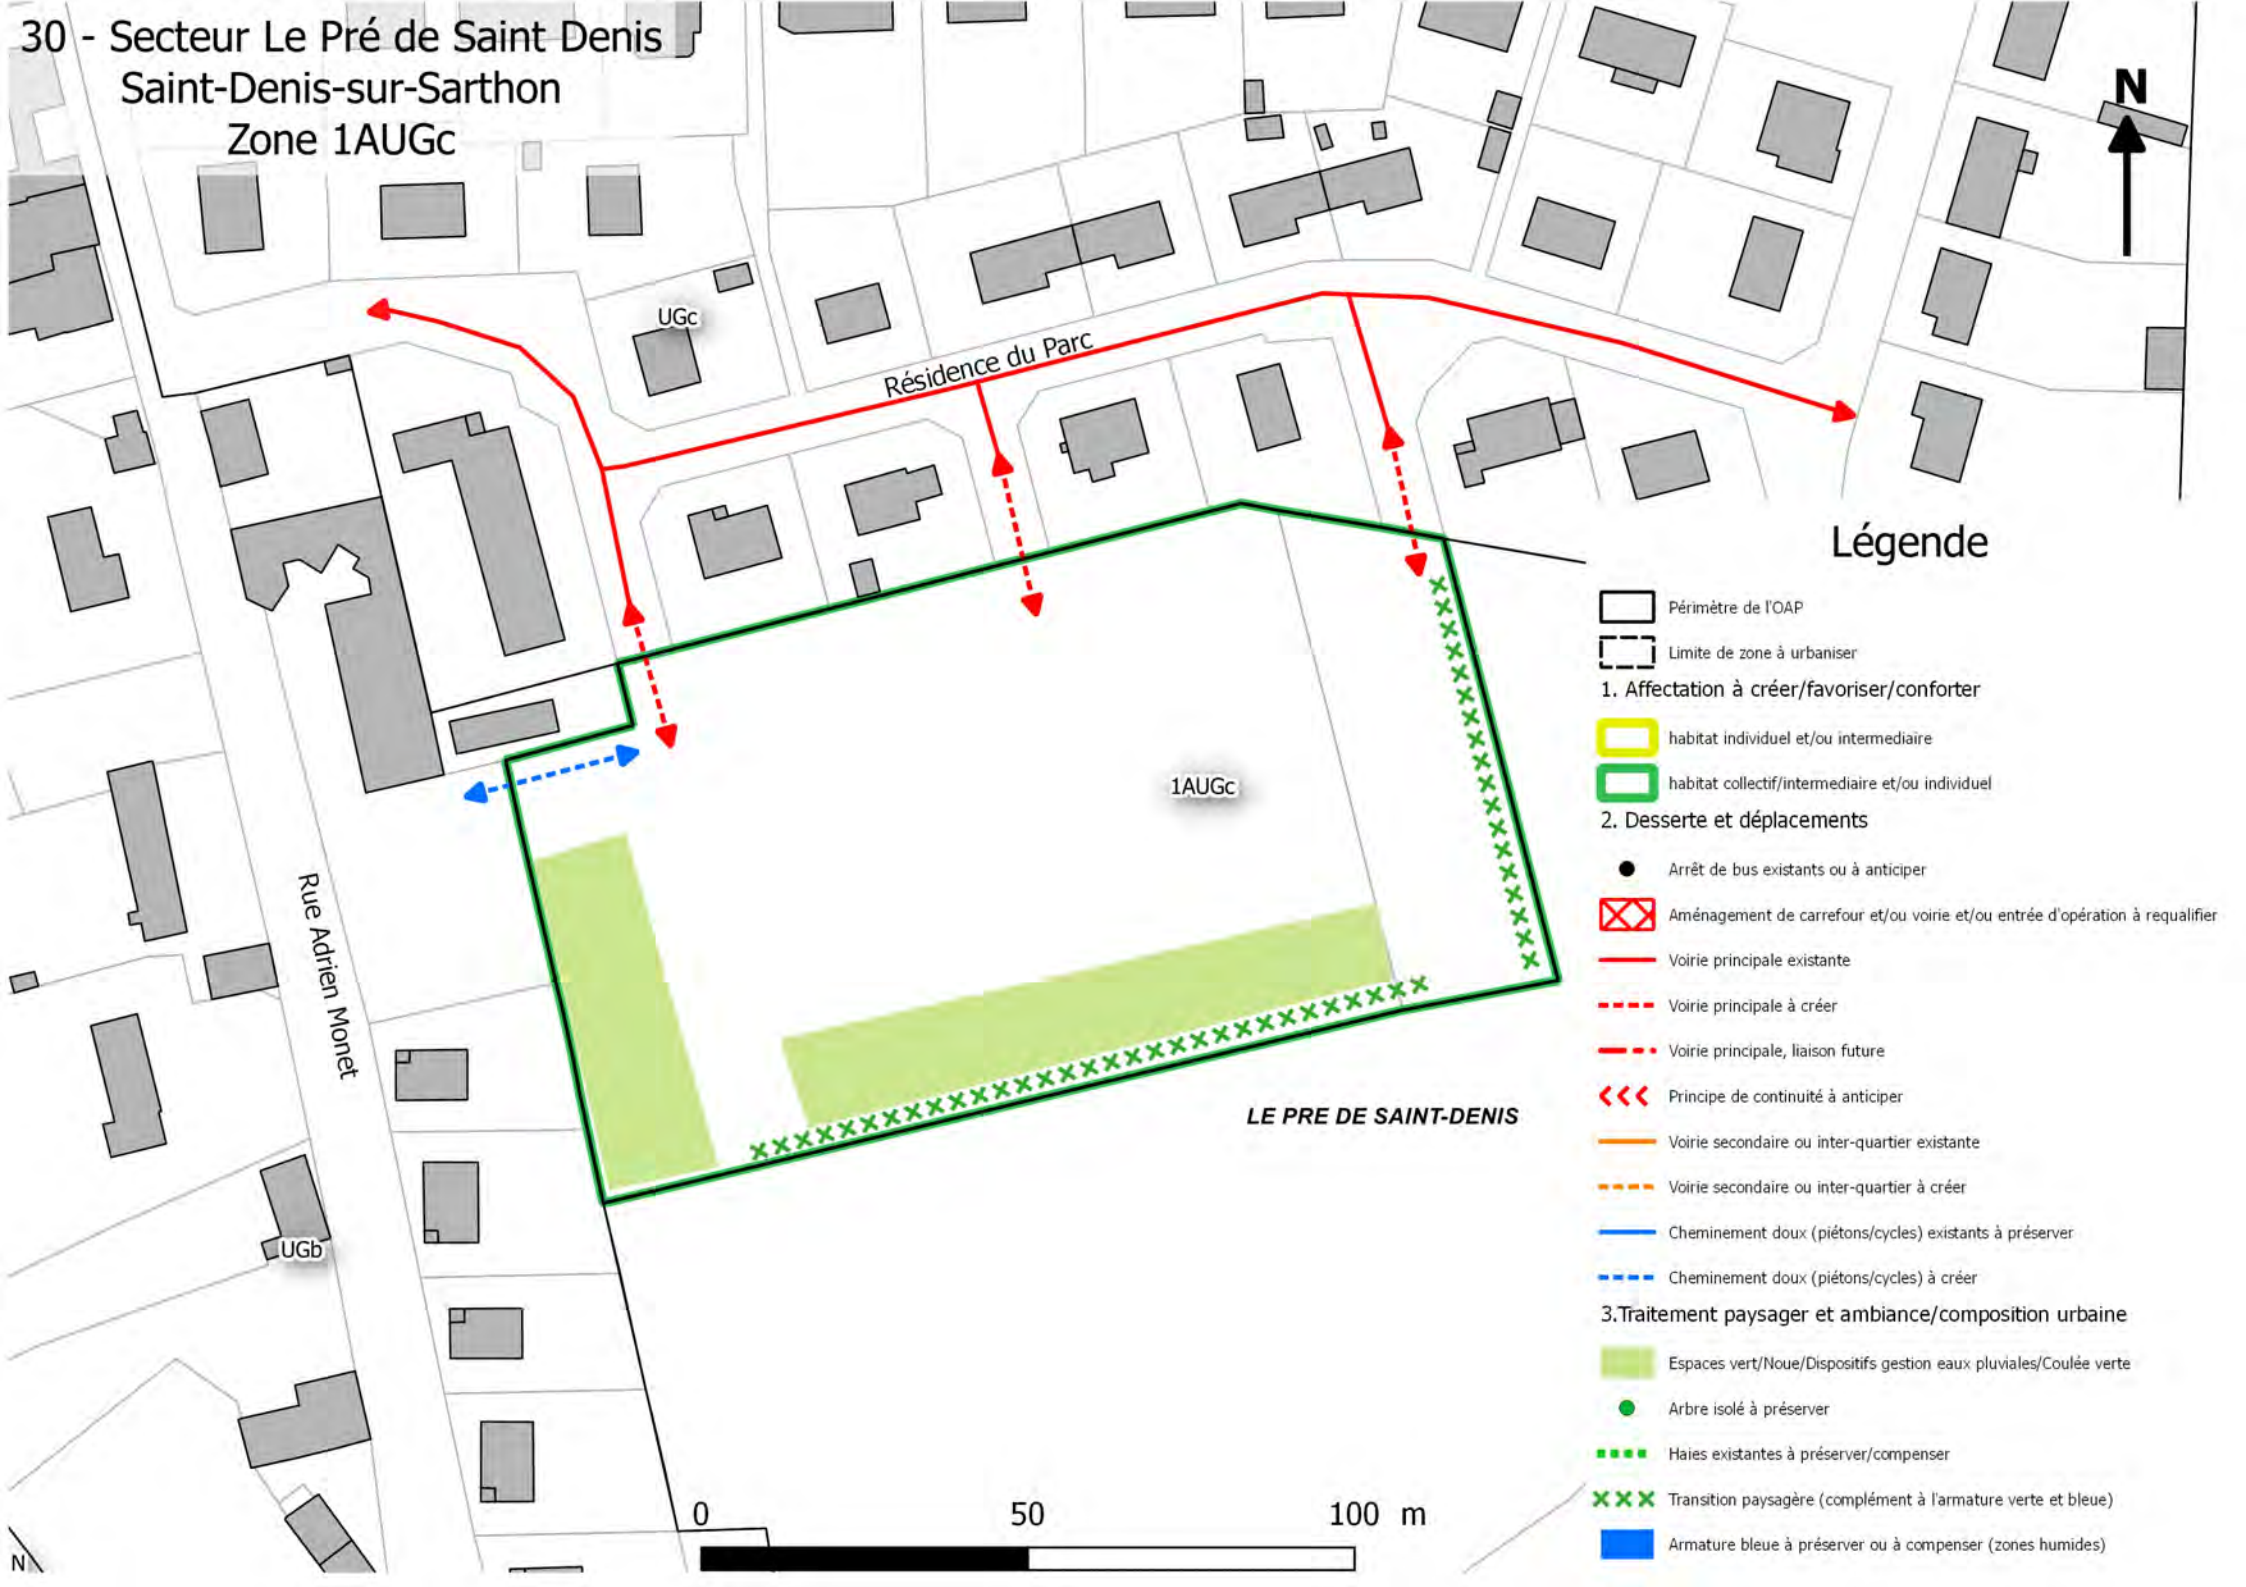 30 - Secteur Le Pré de Saint Denis
Saint-Denis-sur-Sarthon
Zone 1AUGc
N
UGc
Résidence du Parc
1AUGc
Rue Adrien Monet
LE PRE DE SAINT-DENIS
UGb
N
0 50 100 m
Légende
Périmètre de l'OAP
Limite de zone à urbaniser
1. Affectation à créer/favoriser/conforter
habitat individuel et/ou intermediaire
habitat collectif/intermediaire et/ou individuel
2. Desserte et déplacements
Arrêt de bus existants ou à anticiper
Aménagement de carrefour et/ou voirie et/ou entrée d'opération à requalifier
Voirie principale existante
Voirie principale à créer
Voirie principale, liaison future
Principe de continuité à anticiper
Voirie secondaire ou inter-quartier existante
Voirie secondaire ou inter-quartier à créer
Cheminement doux (piétons/cycles) existants à préserver
Cheminement doux (piétons/cycles) à créer
3.Traitement paysager et ambiance/composition urbaine
Espaces vert/Noue/Dispositifs gestion eaux pluviales/Coulée verte
Arbre isolé à préserver
Haies existantes à préserver/compenser
Transition paysagère (complément à l'armature verte et bleue)
Armature bleue à préserver ou à compenser (zones humides)